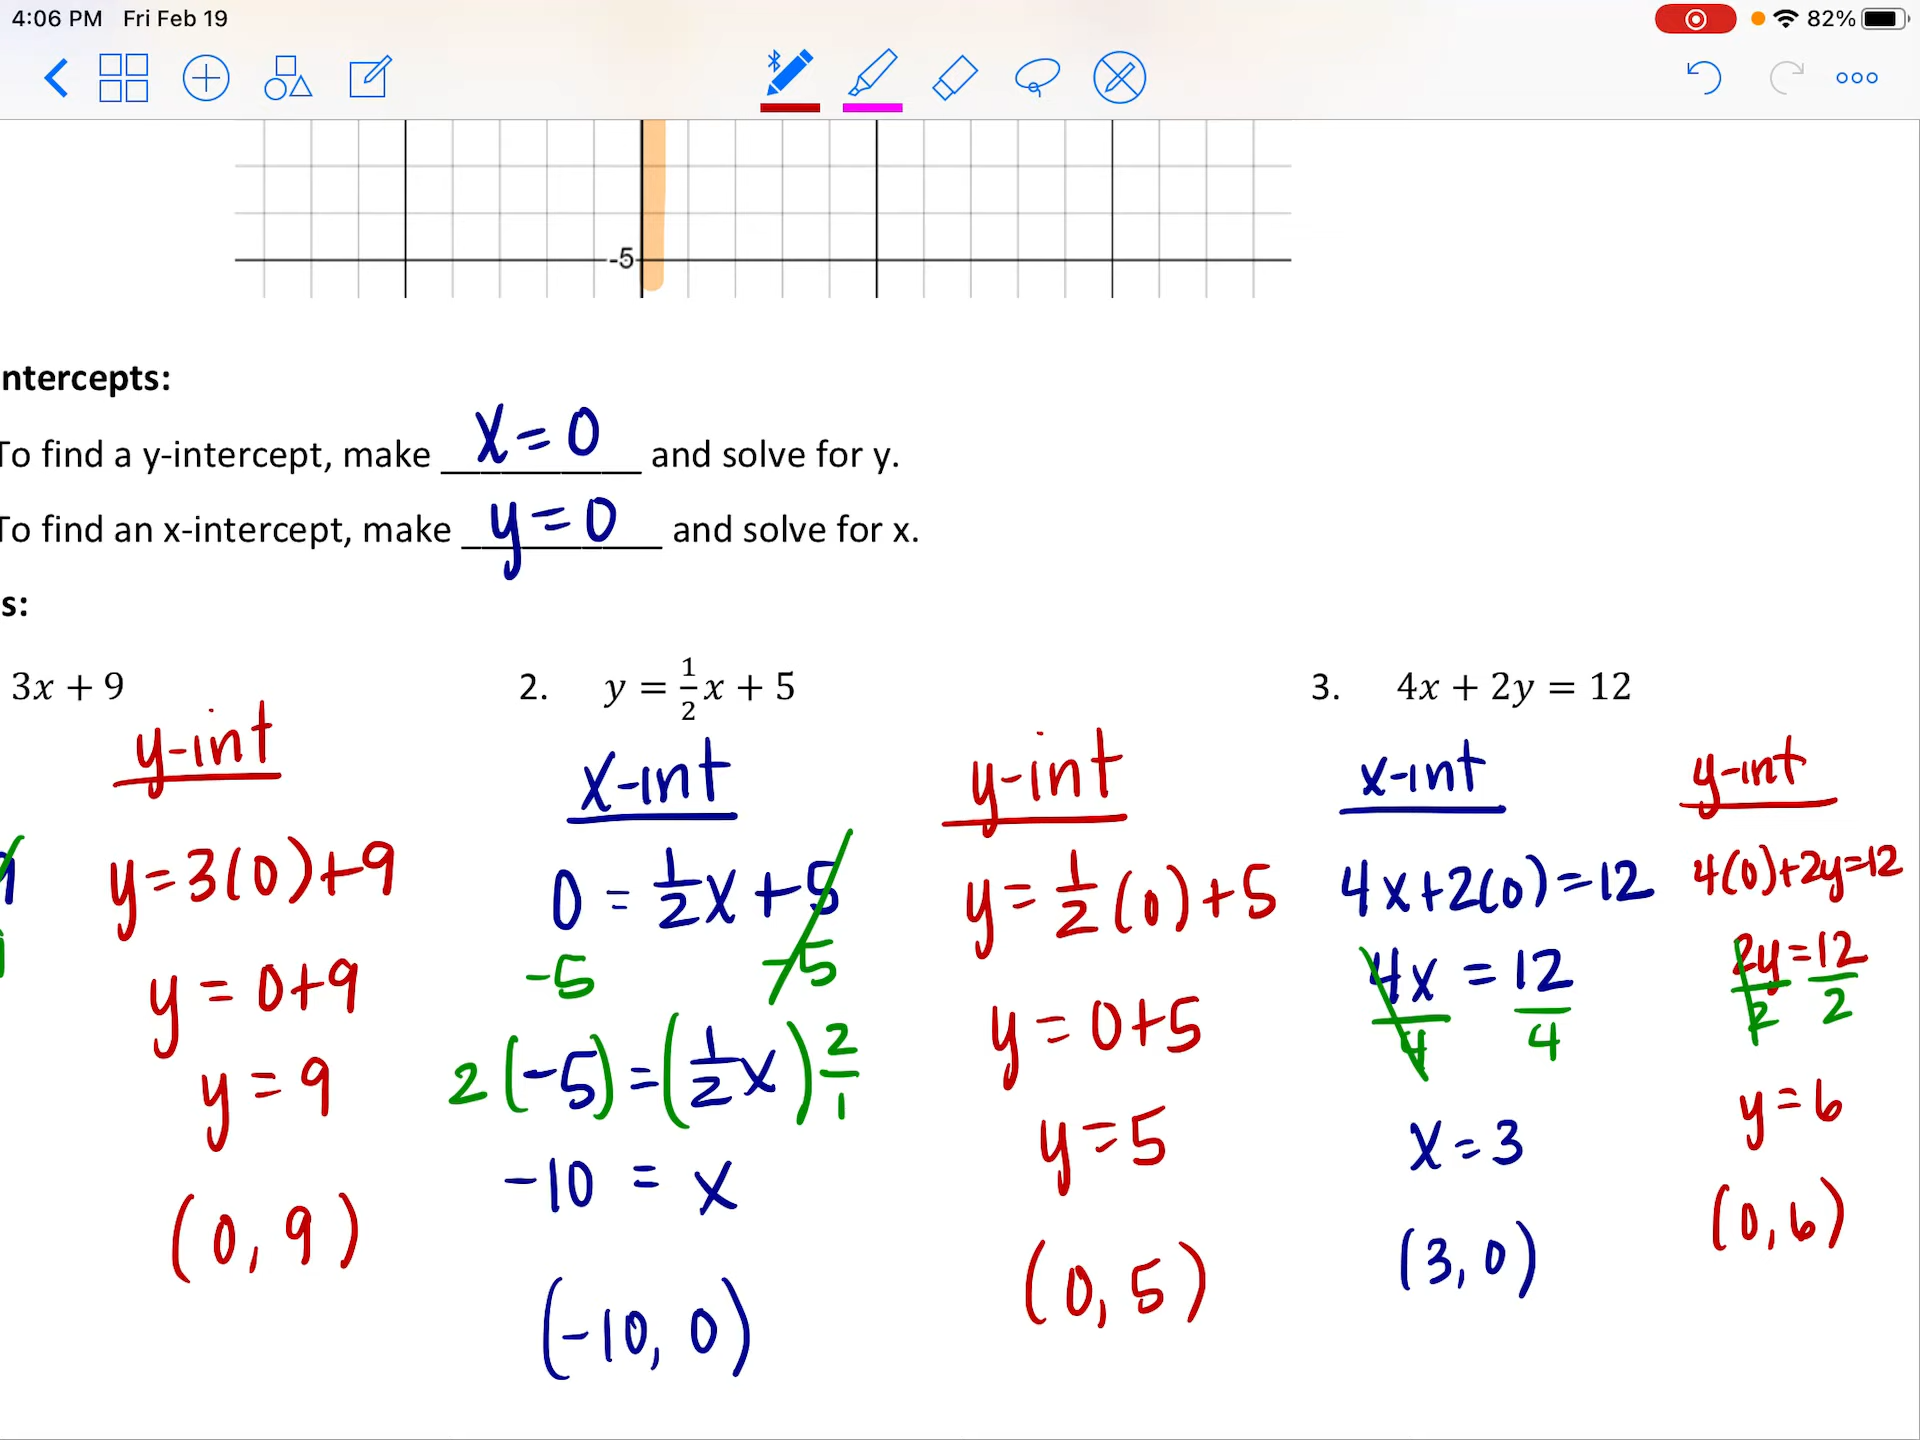 4:06 PM Fri Feb 19
82%
-5
ntercepts:
To find a y-intercept, make x=0 and solve for y.
To find an x-intercept, make y=0 and solve for x.
s:
3x + 9
y-int
y=3(0)+9
y=0+9
y=9
(0,9)
2. y = 1/2 x + 5
x-int
0 = 1/2 x + 5
-5 -5
2(-5)=(1/2 x) 2/1
-10 = x
(-10, 0)
y-int
y = 1/2 (0)+5
y = 0+5
y=5
(0,5)
3. 4x + 2y = 12
x-int
4x+2(0)=12
4x = 12
4 4
x=3
(3,0)
y-int
4(0)+2y=12
2y=12
2 2
y=6
(0,6)